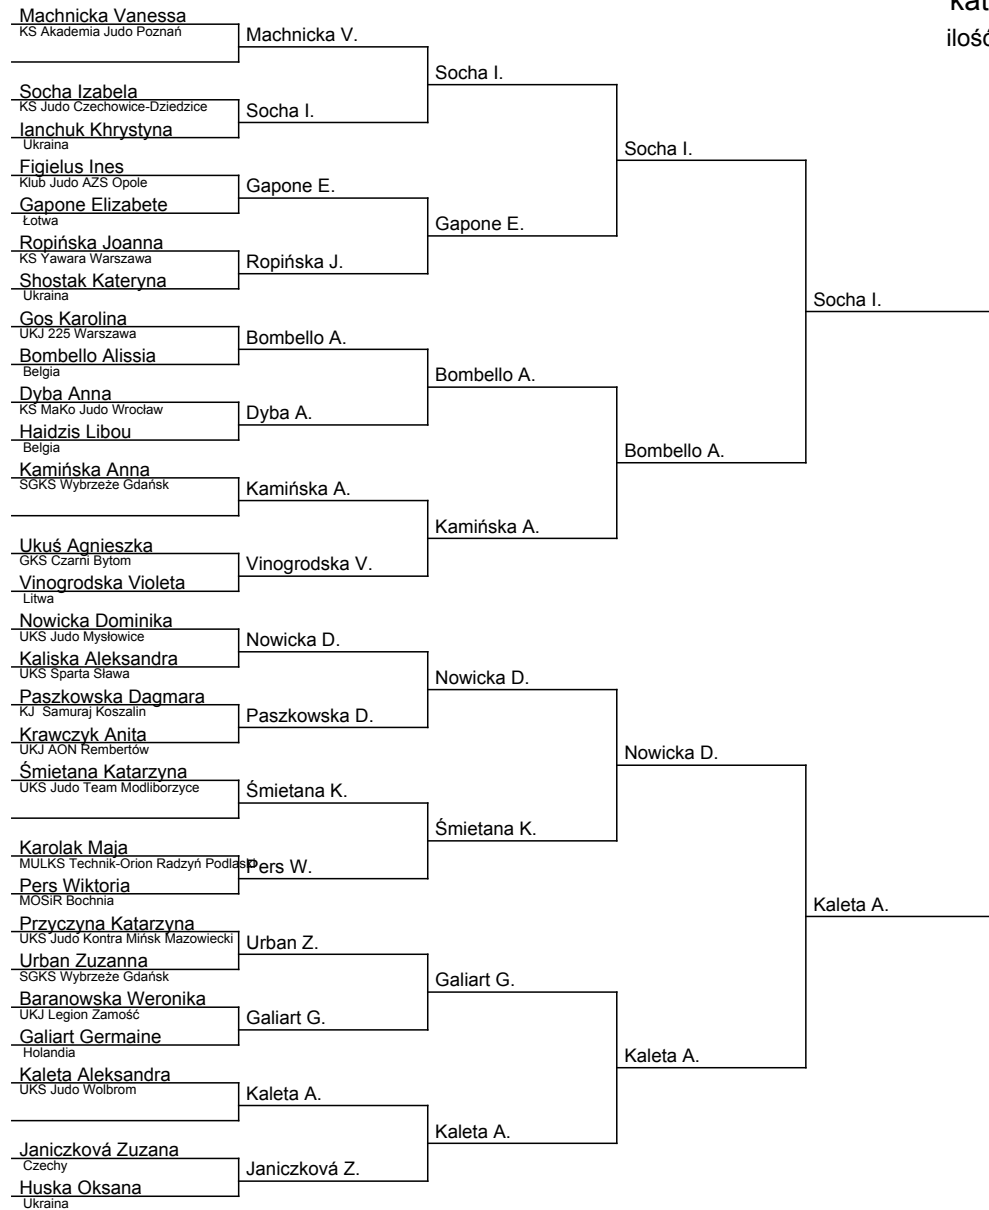 kat
ilość
Machnicka Vanessa
KS Akademia Judo Poznań
Socha Izabela
KS Judo Czechowice-Dziedzice
Ianchuk Khrystyna
Ukraina
Figielus Ines
Klub Judo AZS Opole
Gapone Elizabete
Łotwa
Ropińska Joanna
KS Yawara Warszawa
Shostak Kateryna
Ukraina
Gos Karolina
UKJ 225 Warszawa
Bombello Alissia
Belgia
Dyba Anna
KS MaKo Judo Wrocław
Haidzis Libou
Belgia
Kamińska Anna
SGKS Wybrzeże Gdańsk
Ukuś Agnieszka
GKS Czarni Bytom
Vinogrodska Violeta
Litwa
Nowicka Dominika
UKS Judo Mysłowice
Kaliska Aleksandra
UKS Sparta Sława
Paszkowska Dagmara
KJ Samuraj Koszalin
Krawczyk Anita
UKJ AON Rembertów
Śmietana Katarzyna
UKS Judo Team Modliborzyce
Karolak Maja
MULKS Technik-Orion Radzyń Podlaski
Pers Wiktoria
MOSiR Bochnia
Przyczyna Katarzyna
UKS Judo Kontra Mińsk Mazowiecki
Urban Zuzanna
SGKS Wybrzeże Gdańsk
Baranowska Weronika
UKJ Legion Zamość
Galiart Germaine
Holandia
Kaleta Aleksandra
UKS Judo Wolbrom
Janiczková Zuzana
Czechy
Huska Oksana
Ukraina
Machnicka V.
Socha I.
Gapone E.
Ropińska J.
Bombello A.
Dyba A.
Kamińska A.
Vinogrodska V.
Nowicka D.
Paszkowska D.
Śmietana K.
Pers W.
Urban Z.
Galiart G.
Kaleta A.
Janiczková Z.
Socha I.
Gapone E.
Bombello A.
Kamińska A.
Nowicka D.
Śmietana K.
Galiart G.
Kaleta A.
Socha I.
Bombello A.
Nowicka D.
Kaleta A.
Socha I.
Kaleta A.